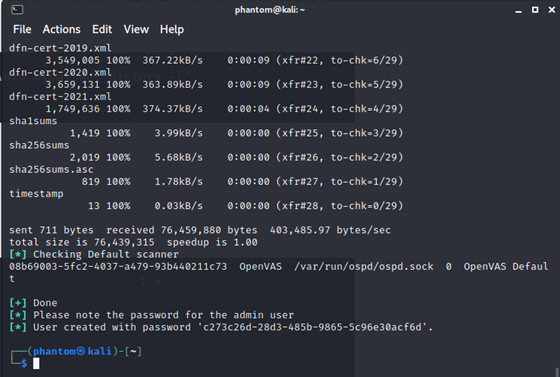 phantom@kali: ~
File Actions Edit View Help
dfn-cert-2019.xml
3,549,005 100% 367.22kB/s 0:00:09 (xfr#22, to-chk=6/29)
dfn-cert-2020.xml
3,659,131 100% 363.89kB/s 0:00:09 (xfr#23, to-chk=5/29)
dfn-cert-2021.xml
1,749,636 100% 374.37kB/s 0:00:04 (xfr#24, to-chk=4/29)
sha1sums
1,419 100% 3.99kB/s 0:00:00 (xfr#25, to-chk=3/29)
sha256sums
2,019 100% 5.68kB/s 0:00:00 (xfr#26, to-chk=2/29)
sha256sums.asc
819 100% 1.78kB/s 0:00:00 (xfr#27, to-chk=1/29)
timestamp
13 100% 0.03kB/s 0:00:00 (xfr#28, to-chk=0/29)
sent 711 bytes received 76,459,880 bytes 403,485.97 bytes/sec
total size is 76,439,315 speedup is 1.00
[*] Checking Default scanner
08b69003-5fc2-4037-a479-93b440211c73 OpenVAS /var/run/ospd/ospd.sock 0 OpenVAS Defaul
t
[+] Done
[*] Please note the password for the admin user
[*] User created with password 'c273c26d-28d3-485b-9865-5c96e30acf6d'.
┌──(phantom㉿kali)-[~]
└─$